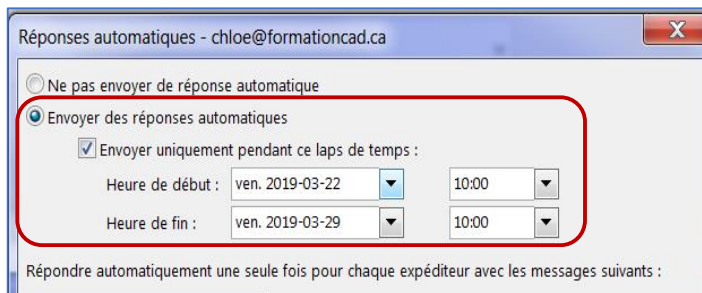 Réponses automatiques - chloe@formationcad.ca
X
Ne pas envoyer de réponse automatique
Envoyer des réponses automatiques
Envoyer uniquement pendant ce laps de temps :
Heure de début : ven. 2019-03-22 10:00
Heure de fin : ven. 2019-03-29 10:00
Répondre automatiquement une seule fois pour chaque expéditeur avec les messages suivants :